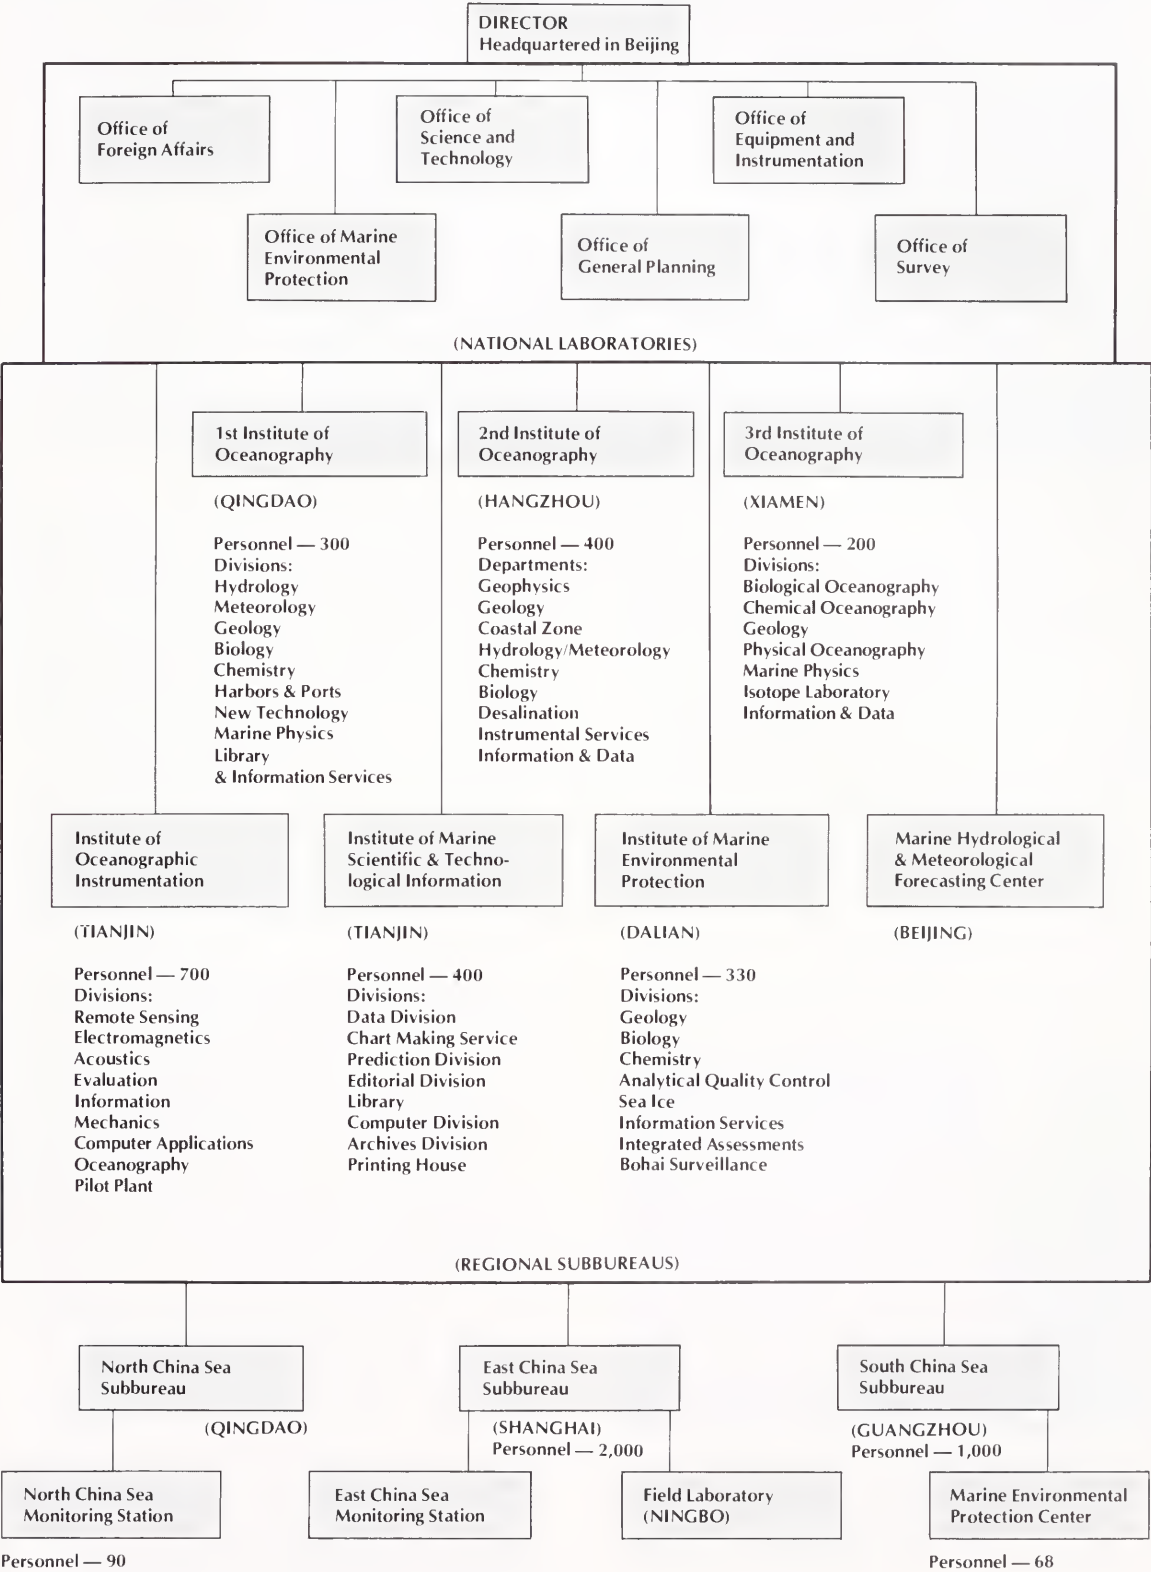 DIRECTOR
Headquartered in Beijing
Office of
Foreign Affairs
Office of
Science and
Technology
Office of
Equipment and
Instrumentation
Office of Marine
Environmental
Protection
Office of
General Planning
Office of
Survey
(NATIONAL LABORATORIES)
1st Institute of
Oceanography
(QINGDAO)
Personnel — 300
Divisions:
Hydrology
Meteorology
Geology
Biology
Chemistry
Harbors & Ports
New Technology
Marine Physics
Library
& Information Services
2nd Institute of
Oceanography
(HANGZHOU)
Personnel — 400
Departments:
Geophysics
Geology
Coastal Zone
Hydrology/Meteorology
Chemistry
Biology
Desalination
Instrumental Services
Information & Data
3rd Institute of
Oceanography
(XIAMEN)
Personnel — 200
Divisions:
Biological Oceanography
Chemical Oceanography
Geology
Physical Oceanography
Marine Physics
Isotope Laboratory
Information & Data
Institute of
Oceanographic
Instrumentation
(TIANJIN)
Personnel — 700
Divisions:
Remote Sensing
Electromagnetics
Acoustics
Evaluation
Information
Mechanics
Computer Applications
Oceanography
Pilot Plant
Institute of Marine
Scientific & Techno-
logical Information
(TIANJIN)
Personnel — 400
Divisions:
Data Division
Chart Making Service
Prediction Division
Editorial Division
Library
Computer Division
Archives Division
Printing House
Institute of Marine
Environmental
Protection
(DALIAN)
Personnel — 330
Divisions:
Geology
Biology
Chemistry
Analytical Quality Control
Sea Ice
Information Services
Integrated Assessments
Bohai Surveillance
Marine Hydrological
& Meteorological
Forecasting Center
(BEIJING)
(REGIONAL SUBBUREAUS)
North China Sea
Subbureau
(QINGDAO)
East China Sea
Subbureau
(SHANGHAI)
Personnel — 2,000
South China Sea
Subbureau
(GUANGZHOU)
Personnel — 1,000
North China Sea
Monitoring Station
Personnel — 90
East China Sea
Monitoring Station
Field Laboratory
(NINGBO)
Marine Environmental
Protection Center
Personnel — 68